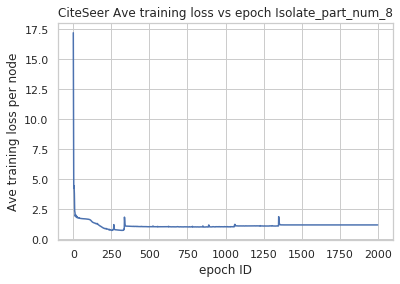 CiteSeer Ave training loss vs epoch Isolate_part_num_8
Ave training loss per node
17.5
15.0
12.5
10.0
7.5
5.0
2.5
0.0
0 250 500 750 1000 1250 1500 1750 2000
epoch ID